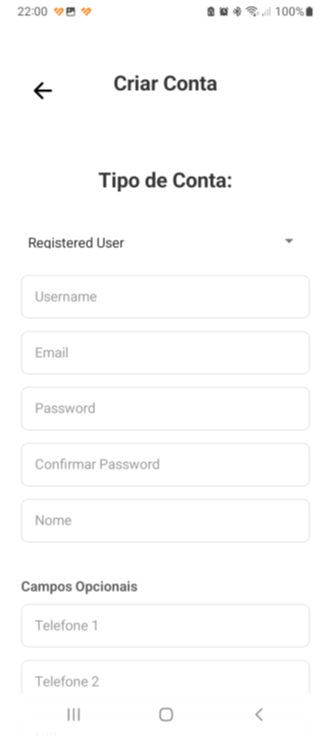 22:00
100%
Criar Conta
Tipo de Conta:
Registered User
Username
Email
Password
Confirmar Password
Nome
Campos Opcionais
Telefone 1
Telefone 2